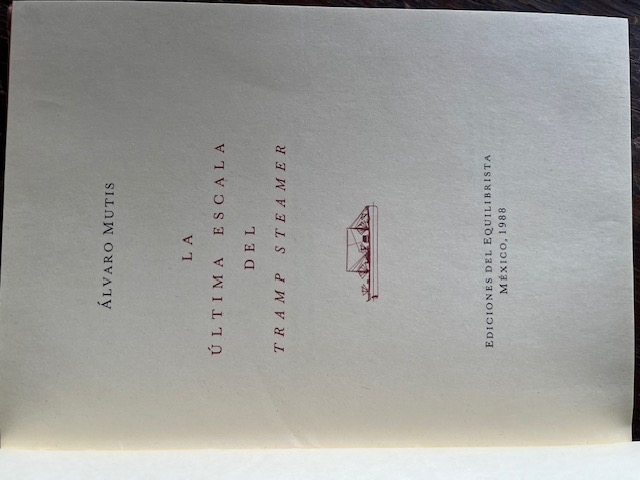 ÁLVARO MUTIS
LA
ÚLTIMA ESCALA
DEL
TRAMP STEAMER
EDICIONES DEL EQUILIBRISTA
MÉXICO, 1988